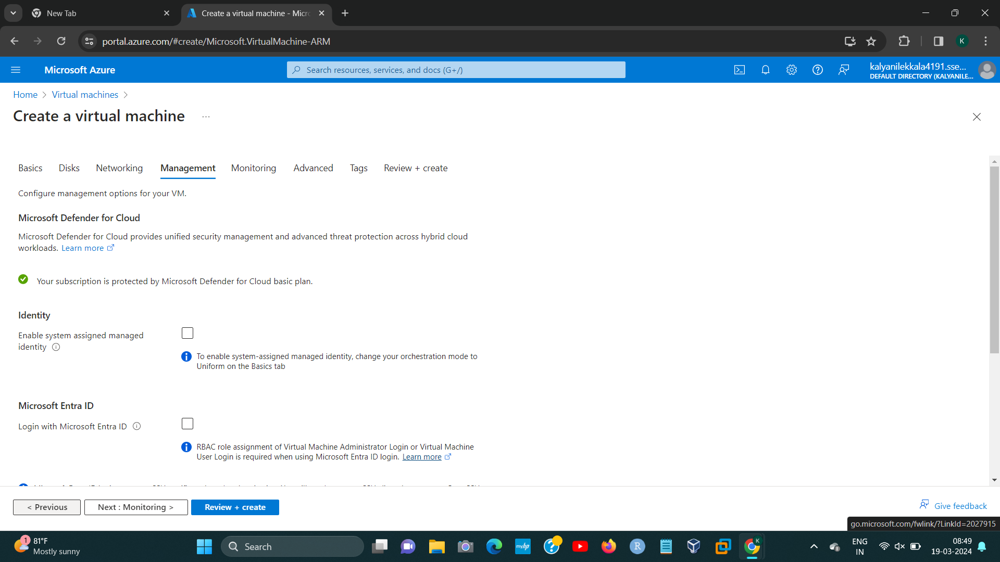 New Tab
Create a virtual machine - Micr
portal.azure.com/#create/Microsoft.VirtualMachine-ARM
K
Microsoft Azure
Search resources, services, and docs (G+/)
kalyanilekkala4191.sse...
DEFAULT DIRECTORY (KALYANILE...
Home > Virtual machines >
Create a virtual machine ...
Basics Disks Networking Management Monitoring Advanced Tags Review + create
Configure management options for your VM.
Microsoft Defender for Cloud
Microsoft Defender for Cloud provides unified security management and advanced threat protection across hybrid cloud
workloads. Learn more
Your subscription is protected by Microsoft Defender for Cloud basic plan.
Identity
Enable system assigned managed
identity
To enable system-assigned managed identity, change your orchestration mode to
Uniform on the Basics tab
Microsoft Entra ID
Login with Microsoft Entra ID
RBAC role assignment of Virtual Machine Administrator Login or Virtual Machine
User Login is required when using Microsoft Entra ID login. Learn more
< Previous
Next : Monitoring >
Review + create
Give feedback
go.microsoft.com/fwlink/?LinkId=2027915
1
81°F
Mostly sunny
Search
myhp
R
K
ENG
IN
08:49
19-03-2024